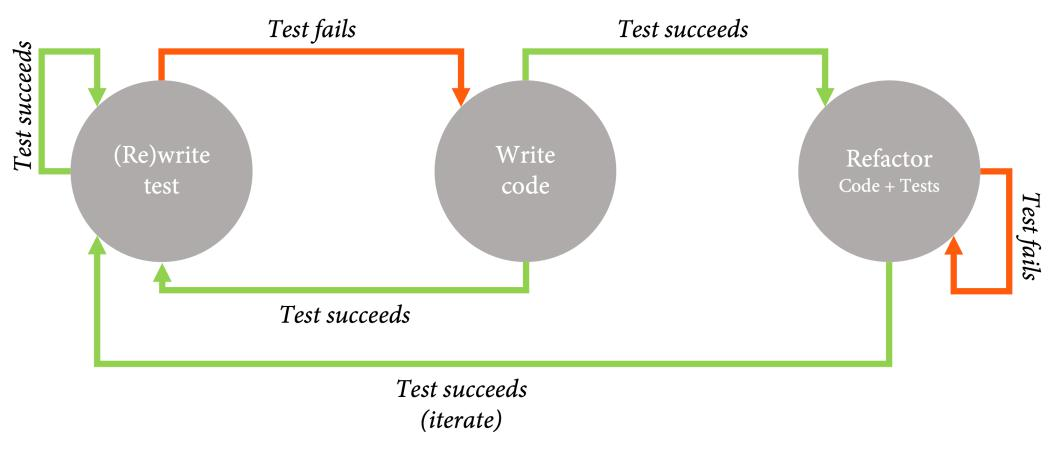 Test fails
Test succeeds
Test succeeds
(Re)write
test
Write
code
Refactor
Code + Tests
Test fails
Test succeeds
Test succeeds
(iterate)